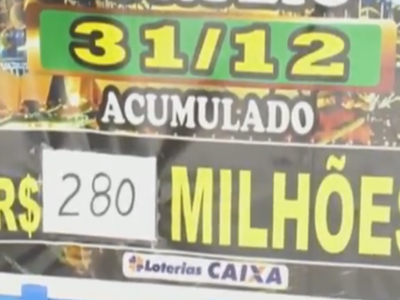 31/12
ACUMULADO
R$ 280 MILHÕES
Loterias CAIXA